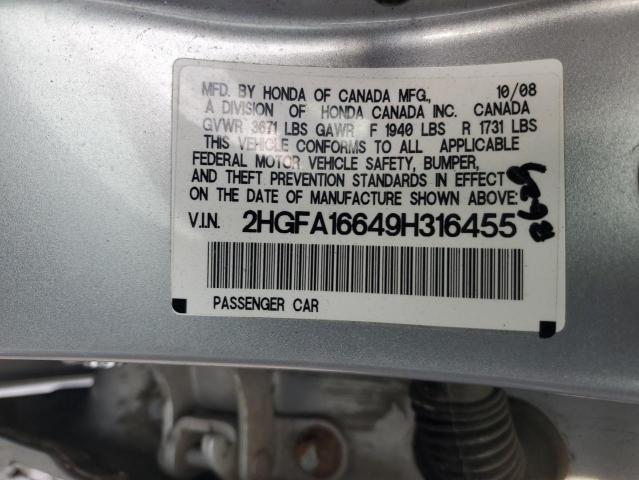 MFD. BY HONDA OF CANADA MFG., 10/08
A DIVISION OF HONDA CANADA INC. CANADA
GVWR 3671 LBS GAWR F 1940 LBS R 1731 LBS
THIS VEHICLE CONFORMS TO ALL APPLICABLE
FEDERAL MOTOR VEHICLE SAFETY, BUMPER,
AND THEFT PREVENTION STANDARDS IN EFFECT
ON THE DATE OF MANUFACTURE SHOWN ABOVE.
V.I.N. 2HGFA16649H316455
PASSENGER CAR